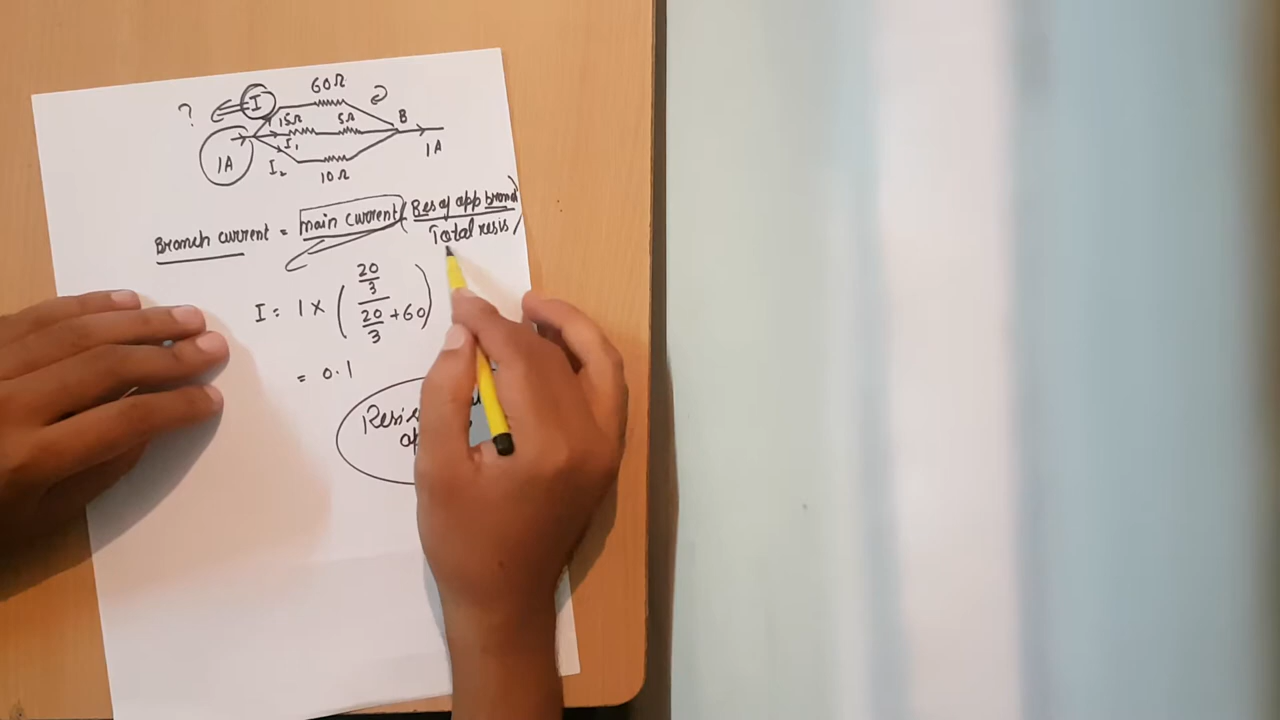 60Ω
? I
15Ω 5Ω B
1A I₁ 1A
I₂
10Ω
Branch current = main current (Res of opp branch / Total resis)
I = 1 × (20/3 / 20/3 + 60)
= 0.1